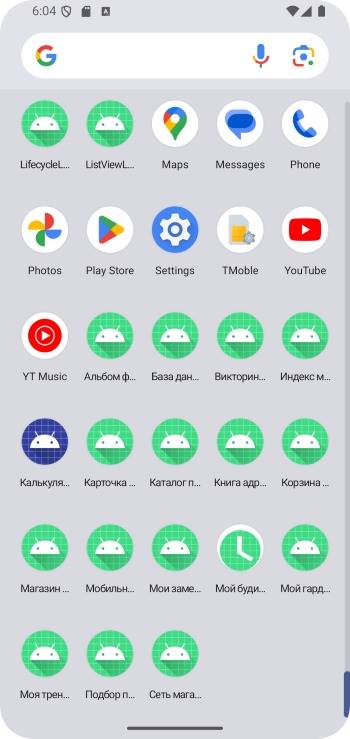 6:04
LifecycleL...
ListViewL...
Maps
Messages
Phone
Photos
Play Store
Settings
TMoble
YouTube
YT Music
Альбом ф...
База дан...
Викторин...
Индекс м...
Калькуля...
Карточка ...
Каталог п...
Книга адр...
Корзина ...
Магазин ...
Мобильн...
Мои заме...
Мой буди...
Мой гард...
Моя трен...
Подбор п...
Сеть мага...